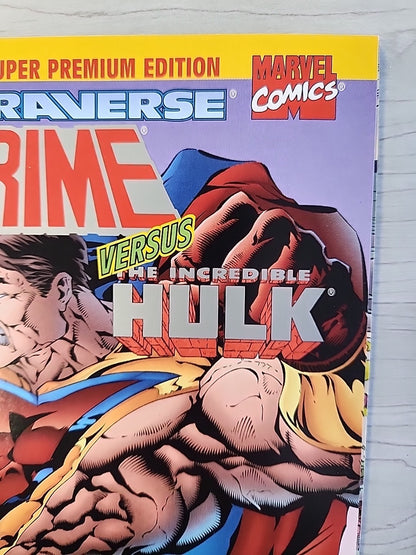 UPER PREMIUM EDITION
MARVEL
COMICS
M
RAVERSE
RIME
VERSUS
THE INCREDIBLE
HULK